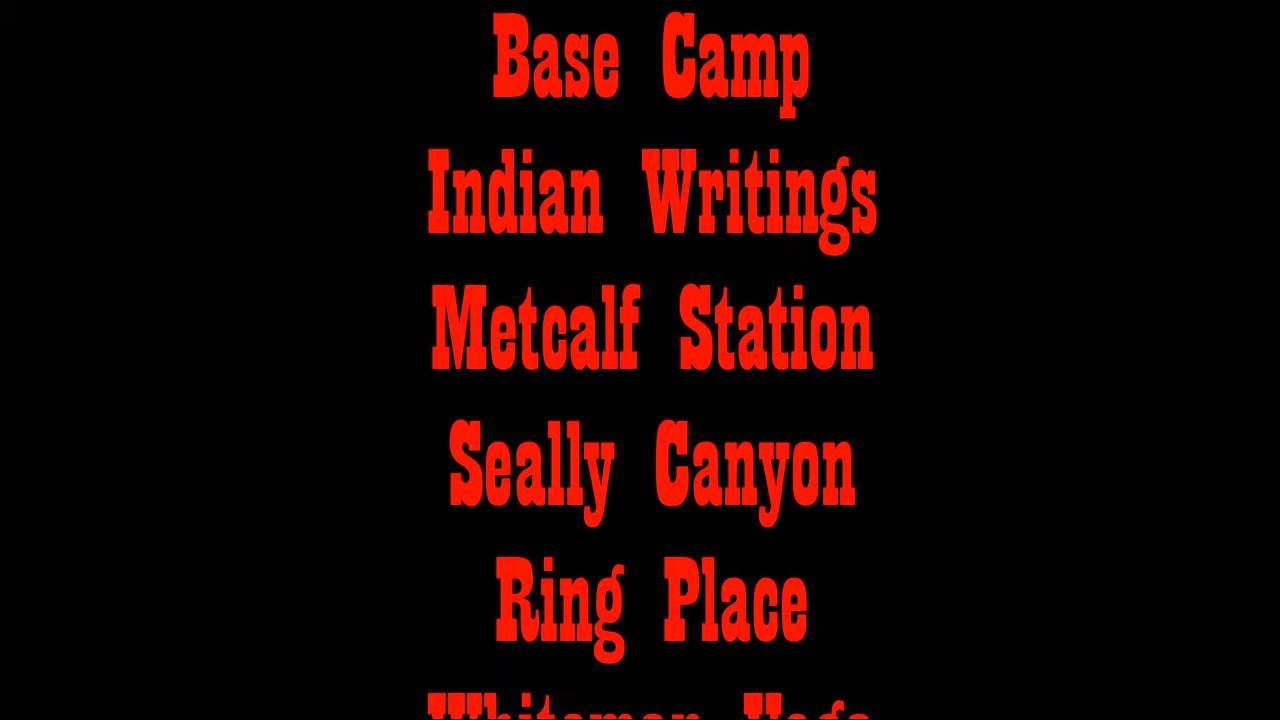 Base Camp
Indian Writings
Metcalf Station
Seally Canyon
Ring Place